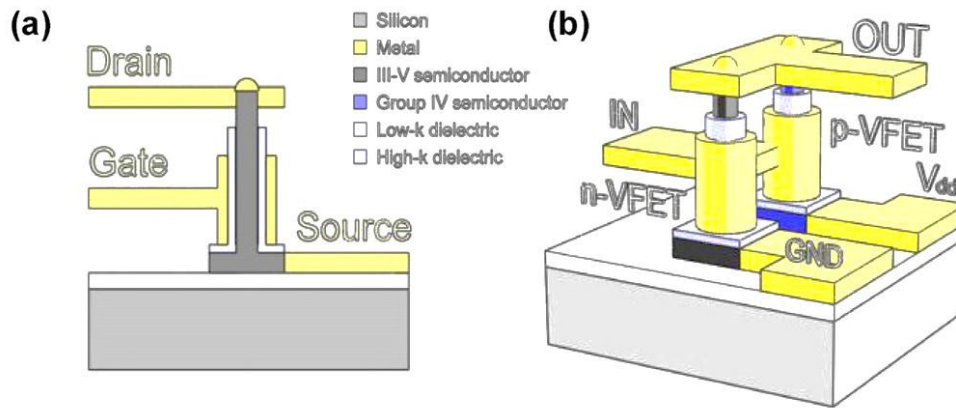 (a)
Drain
Gate
Source
Silicon
Metal
III-V semiconductor
Group IV semiconductor
Low-k dielectric
High-k dielectric
(b)
OUT
IN
p-VFET
n-VFET
Vdd
GND